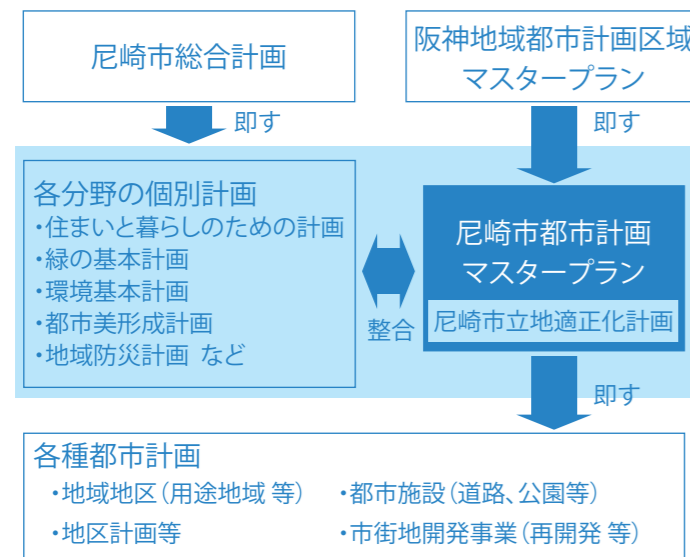 尼崎市総合計画
阪神地域都市計画区域
マスタープラン
即す
即す
各分野の個別計画
・住まいと暮らしのための計画
・緑の基本計画
・環境基本計画
・都市美形成計画
・地域防災計画 など
整合
尼崎市都市計画
マスタープラン
尼崎市立地適正化計画
即す
各種都市計画
・地域地区（用途地域 等）
・都市施設（道路、公園等）
・地区計画等
・市街地開発事業（再開発 等）